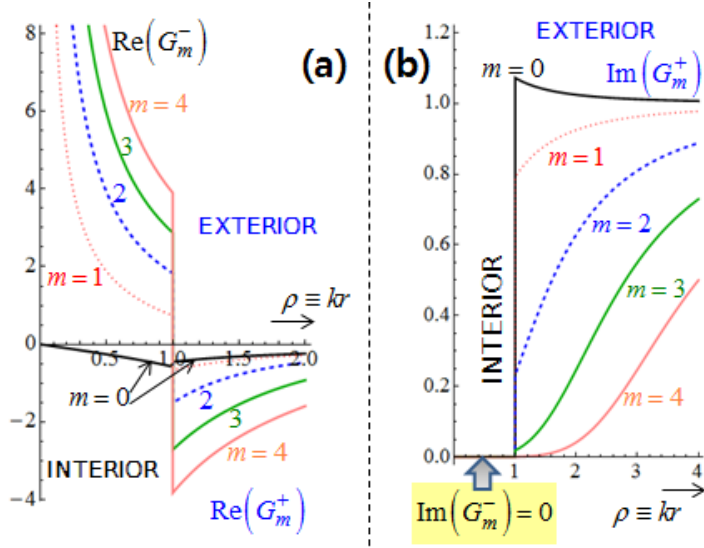 8
6
4
2
0
−2
−4
Re(G_m^-)
(a)
m = 4
3
2
m = 1
EXTERIOR
ρ ≡ kr
0.5
1.0
1.5
2.0
m = 0
2
3
m = 4
INTERIOR
Re(G_m^+)
1.2
1.0
0.8
0.6
0.4
0.2
0.0
EXTERIOR
(b)
m = 0
Im(G_m^+)
m = 1
m = 2
m = 3
m = 4
INTERIOR
1
2
3
4
Im(G_m^-) = 0
ρ ≡ kr